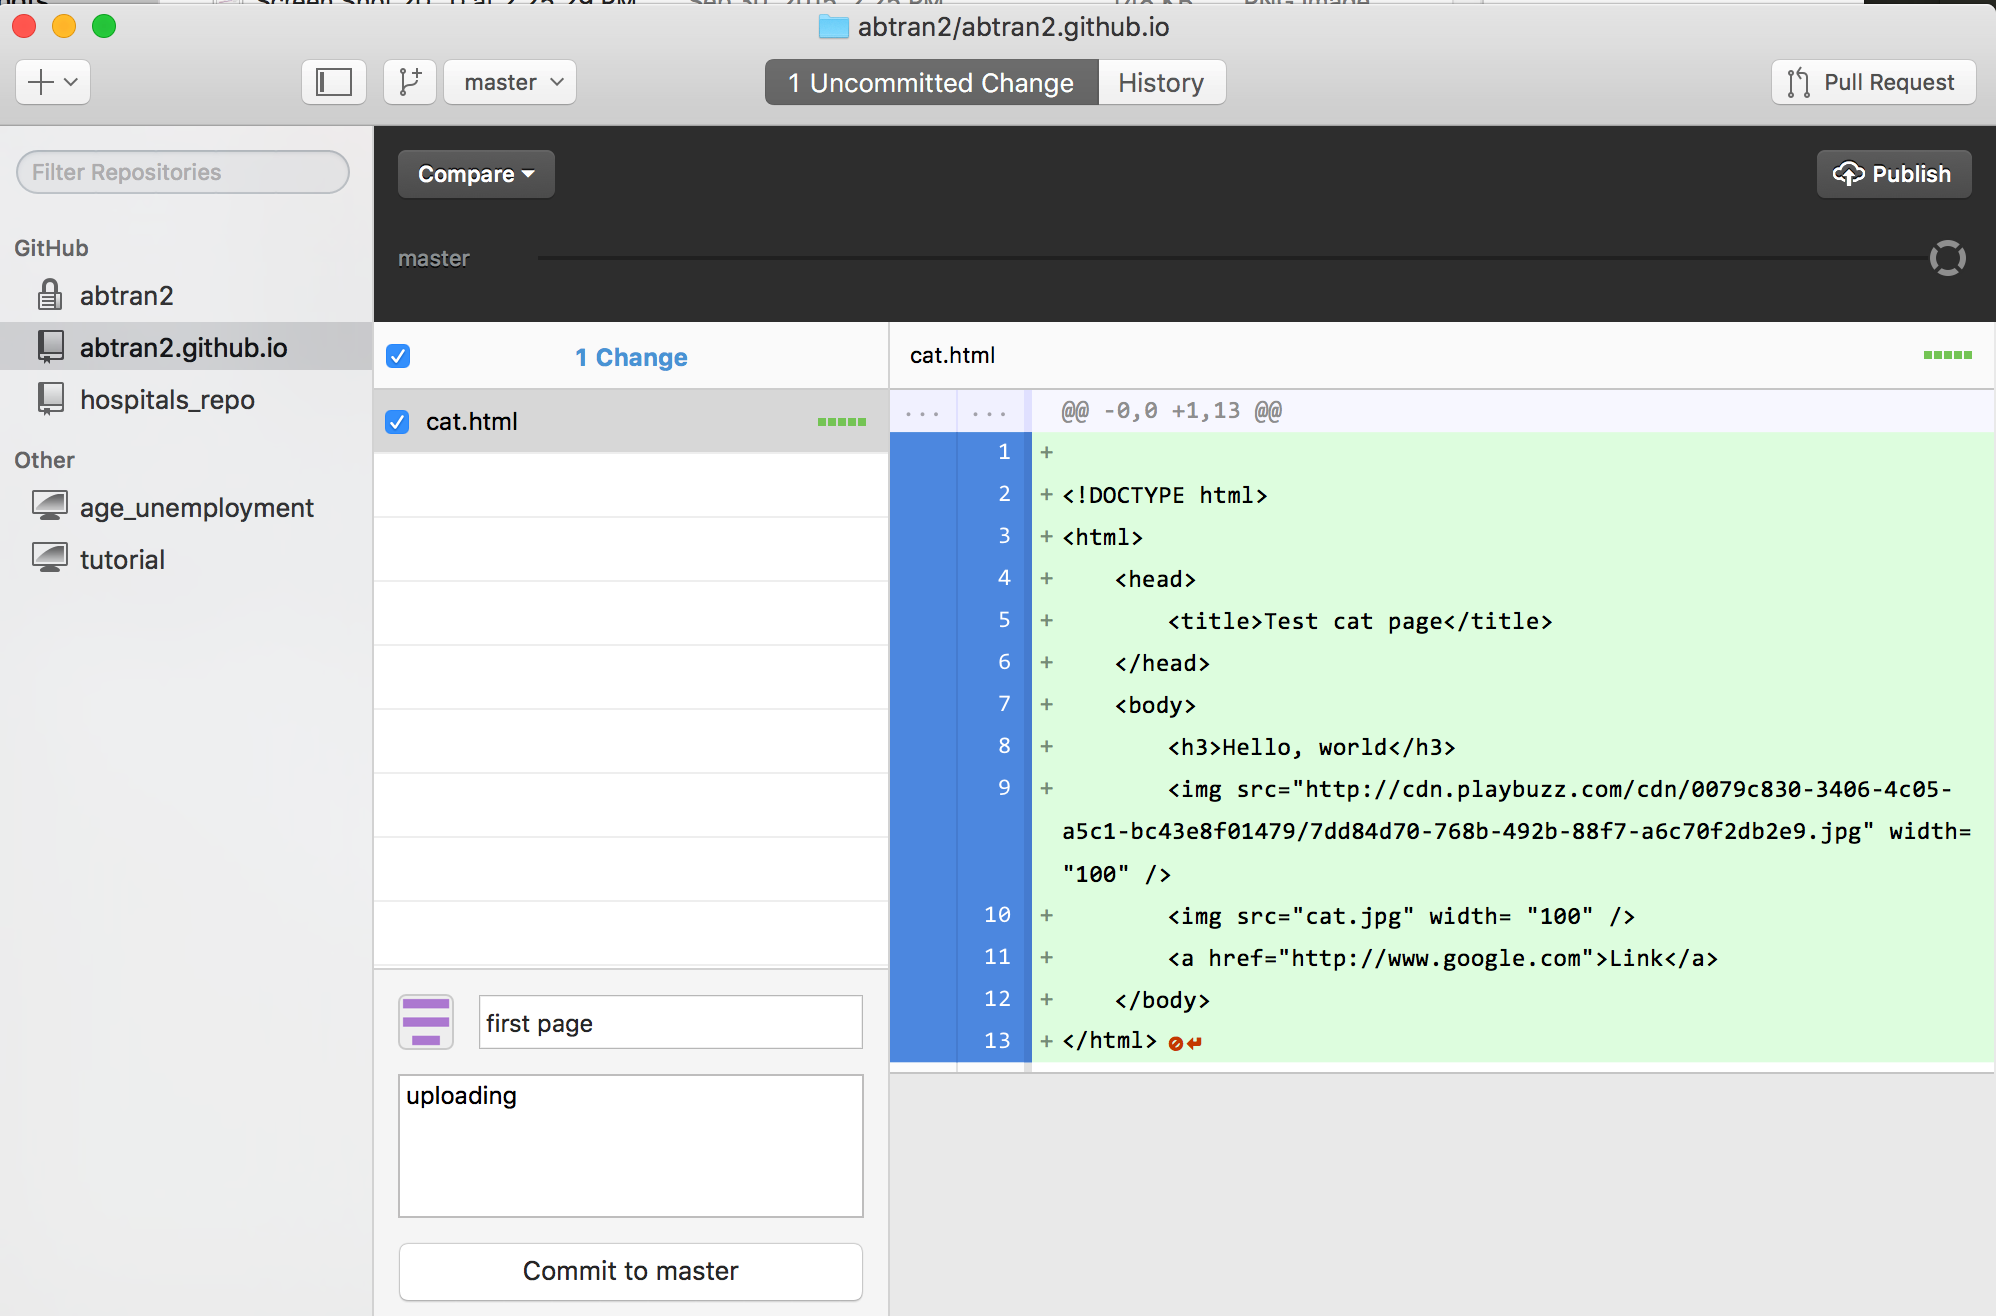 abtran2/abtran2.github.io
master
1 Uncommitted Change
History
Pull Request
Filter Repositories
GitHub
abtran2
abtran2.github.io
hospitals_repo
Other
age_unemployment
tutorial
Compare
Publish
master
1 Change
cat.html
first page
uploading
Commit to master
cat.html
... ... @@ -0,0 +1,13 @@
1 +
2 + <!DOCTYPE html>
3 + <html>
4 + <head>
5 + <title>Test cat page</title>
6 + </head>
7 + <body>
8 + <h3>Hello, world</h3>
9 + <img src="http://cdn.playbuzz.com/cdn/0079c830-3406-4c05-
a5c1-bc43e8f01479/7dd84d70-768b-492b-88f7-a6c70f2db2e9.jpg" width=
"100" />
10 + <img src="cat.jpg" width= "100" />
11 + <a href="http://www.google.com">Link</a>
12 + </body>
13 + </html>